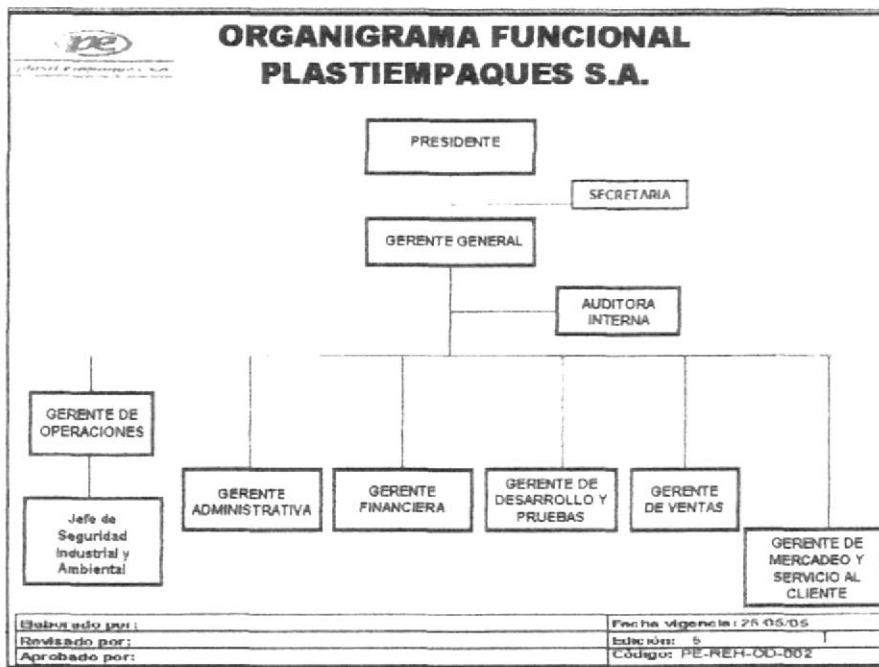 pe
ORGANIGRAMA FUNCIONAL
PLASTIEMPAQUES S.A.
PRESIDENTE
SECRETARIA
GERENTE GENERAL
AUDITORA
INTERNA
GERENTE DE
OPERACIONES
Jefe de
Seguridad
Industrial y
Ambiental
GERENTE
ADMINISTRATIVA
GERENTE
FINANCIERA
GERENTE DE
DESARROLLO Y
PRUEBAS
GERENTE
DE VENTAS
GERENTE DE
MERCADEO Y
SERVICIO AL
CLIENTE
Elaborado por:
Revisado por:
Aprobado por:
Fecha vigencia: 25/05/05
Edición: 5
Código: PE-REH-OD-002